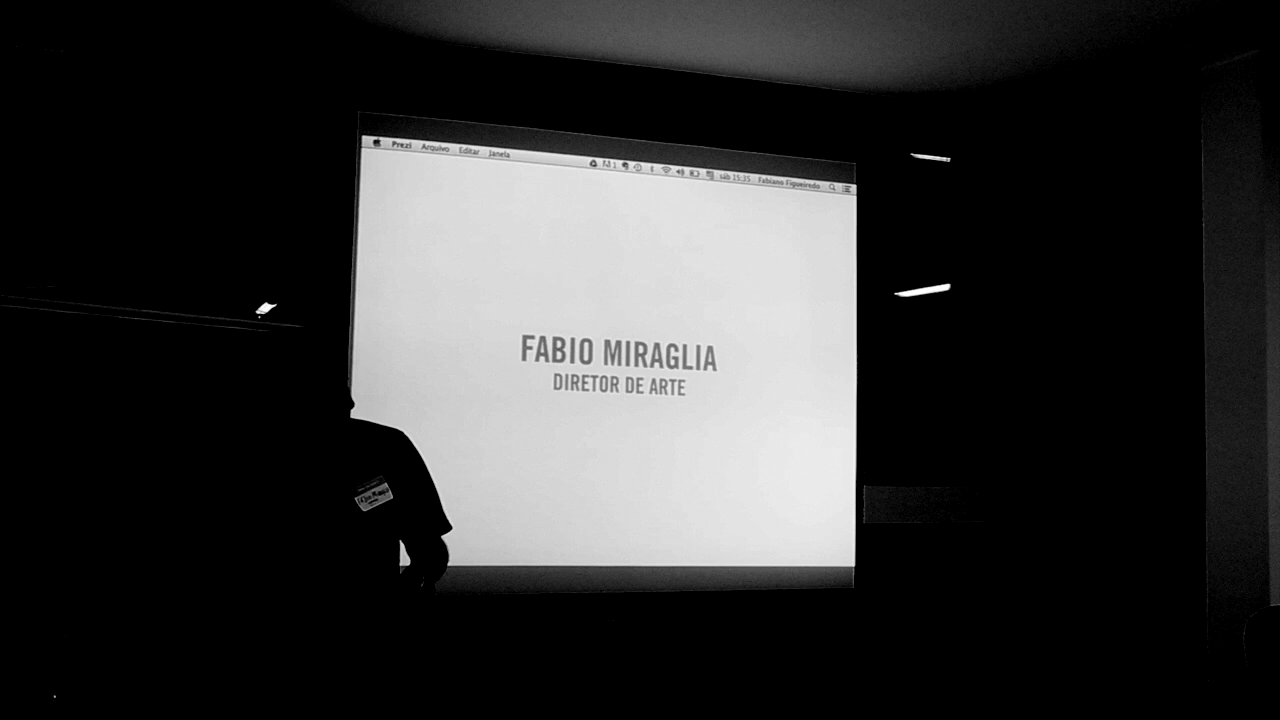 Prezi Arquivo Editar Janela sáb 15:35 Fabiano Figueiredo
FABIO MIRAGLIA
DIRETOR DE ARTE